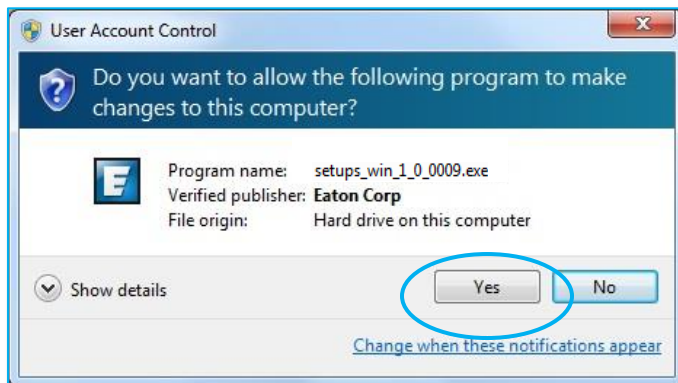 User Account Control
Do you want to allow the following program to make
changes to this computer?
Program name: setups_win_1_0_0009.exe
Verified publisher: Eaton Corp
File origin: Hard drive on this computer
Show details
Yes
No
Change when these notifications appear